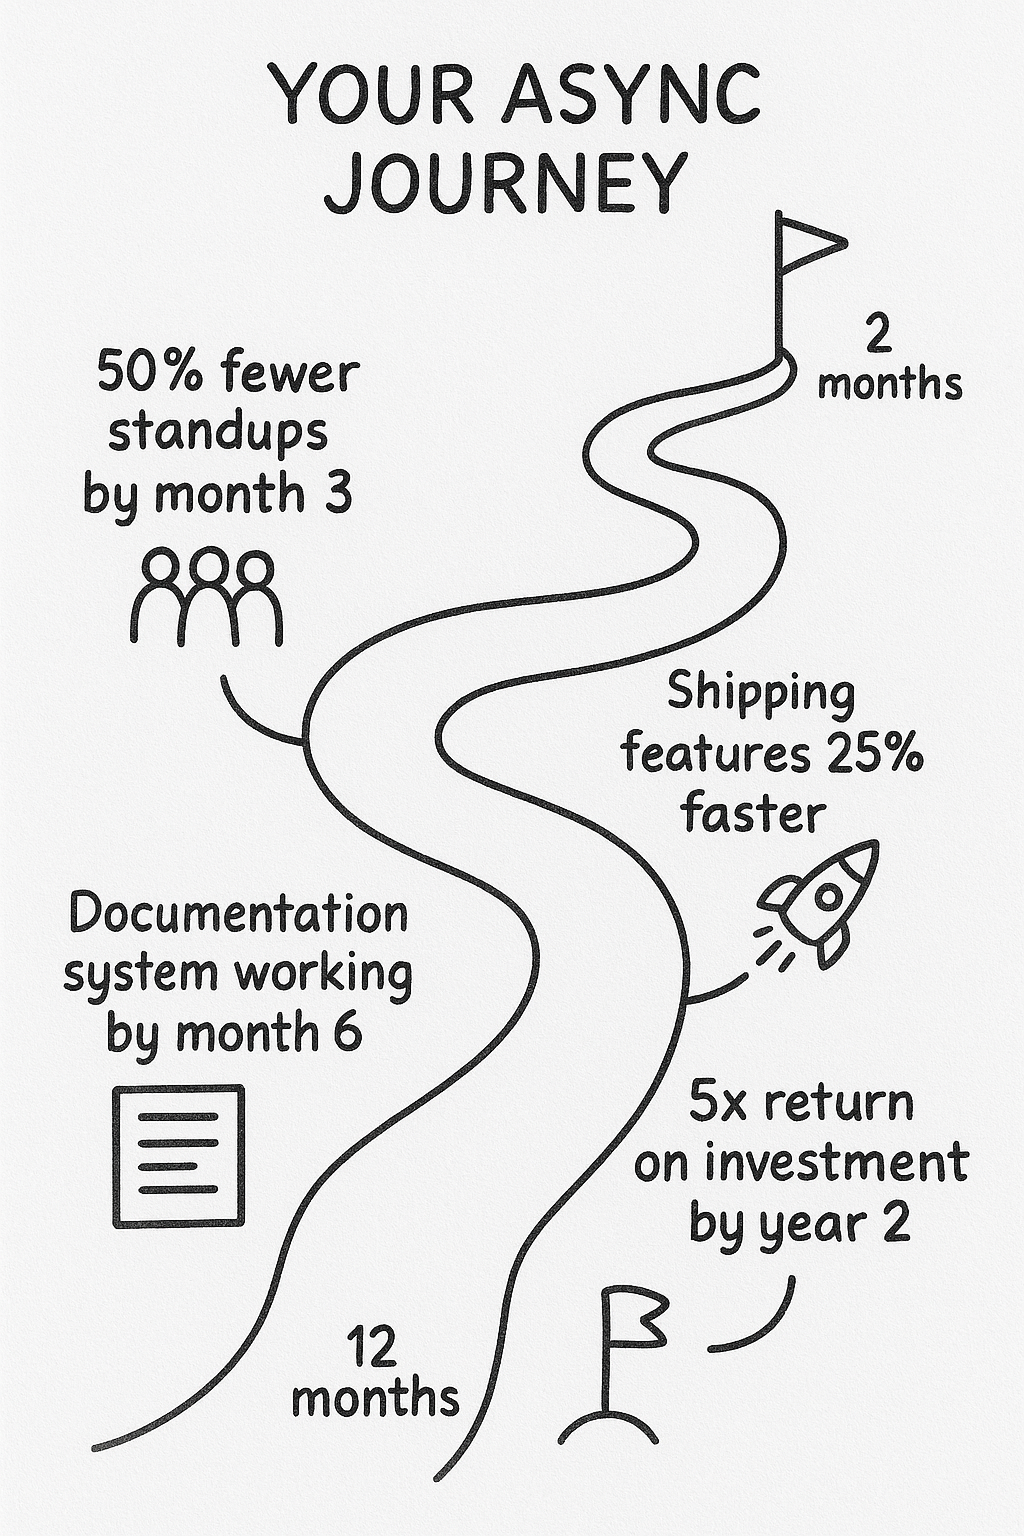 YOUR ASYNC
JOURNEY
2
months
50% fewer
standups
by month 3
Shipping
features 25%
faster
Documentation
system working
by month 6
5x return
on investment
by year 2
12
months